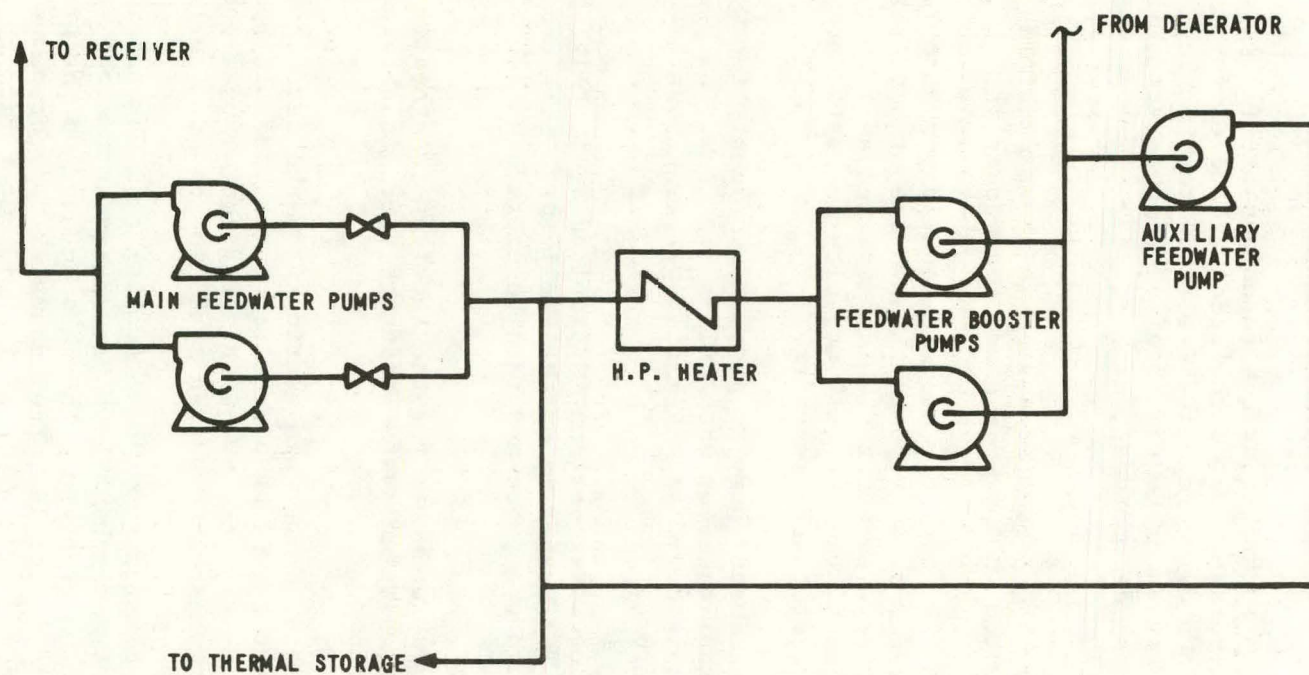 FROM DEAERATOR
TO RECEIVER
AUXILIARY
FEEDWATER
PUMP
MAIN FEEDWATER PUMPS
FEEDWATER BOOSTER
PUMPS
H.P. HEATER
TO THERMAL STORAGE